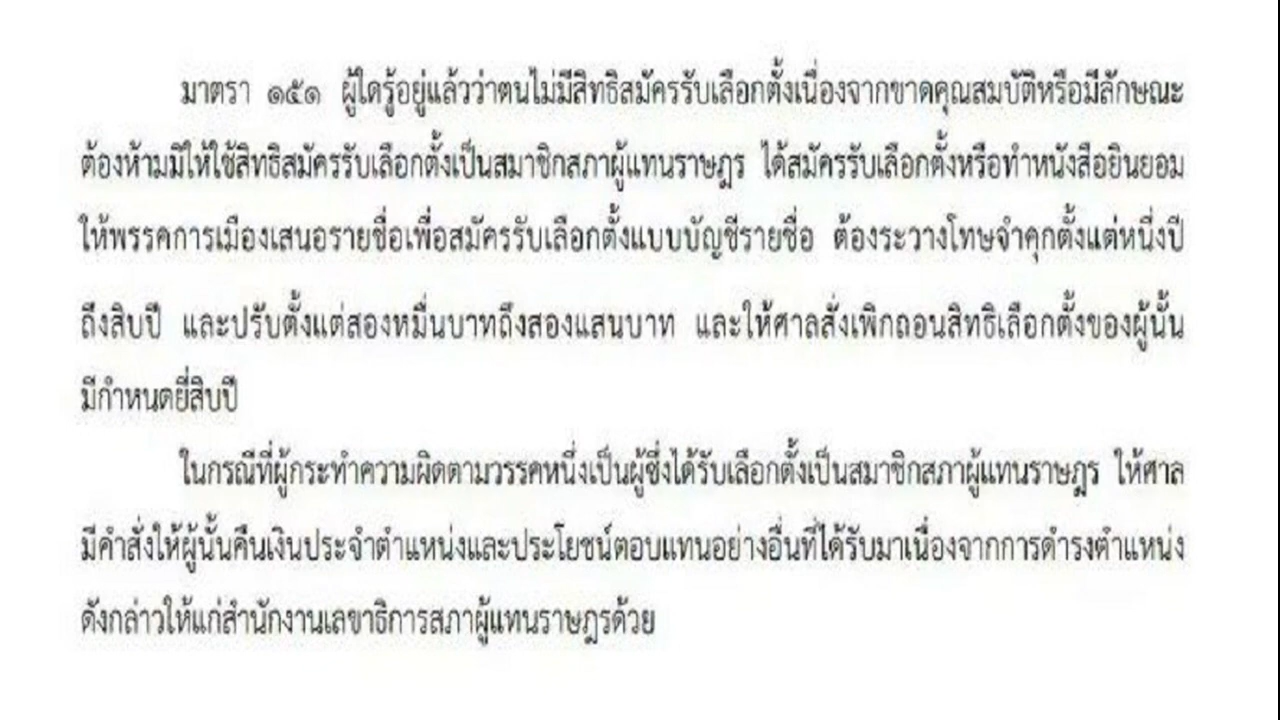 มาตรา ๑๕๑ ผู้ใดรู้อยู่แล้วว่าตนไม่มีสิทธิสมัครรับเลือกตั้งเนื่องจากขาดคุณสมบัติหรือมีลักษณะ
ต้องห้ามมิให้ใช้สิทธิสมัครรับเลือกตั้งเป็นสมาชิกสภาผู้แทนราษฎร ได้สมัครรับเลือกตั้งหรือทำหนังสือยินยอม
ให้พรรคการเมืองเสนอรายชื่อเพื่อสมัครรับเลือกตั้งแบบบัญชีรายชื่อ ต้องระวางโทษจำคุกตั้งแต่หนึ่งปี
ถึงสิบปี และปรับตั้งแต่สองหมื่นบาทถึงสองแสนบาท และให้ศาลสั่งเพิกถอนสิทธิเลือกตั้งของผู้นั้น
มีกำหนดยี่สิบปี
ในกรณีที่ผู้กระทำความผิดตามวรรคหนึ่งเป็นผู้ซึ่งได้รับเลือกตั้งเป็นสมาชิกสภาผู้แทนราษฎร ให้ศาล
มีคำสั่งให้ผู้นั้นคืนเงินประจำตำแหน่งและประโยชน์ตอบแทนอย่างอื่นที่ได้รับมาเนื่องจากการดำรงตำแหน่ง
ดังกล่าวให้แก่สำนักงานเลขาธิการสภาผู้แทนราษฎรด้วย